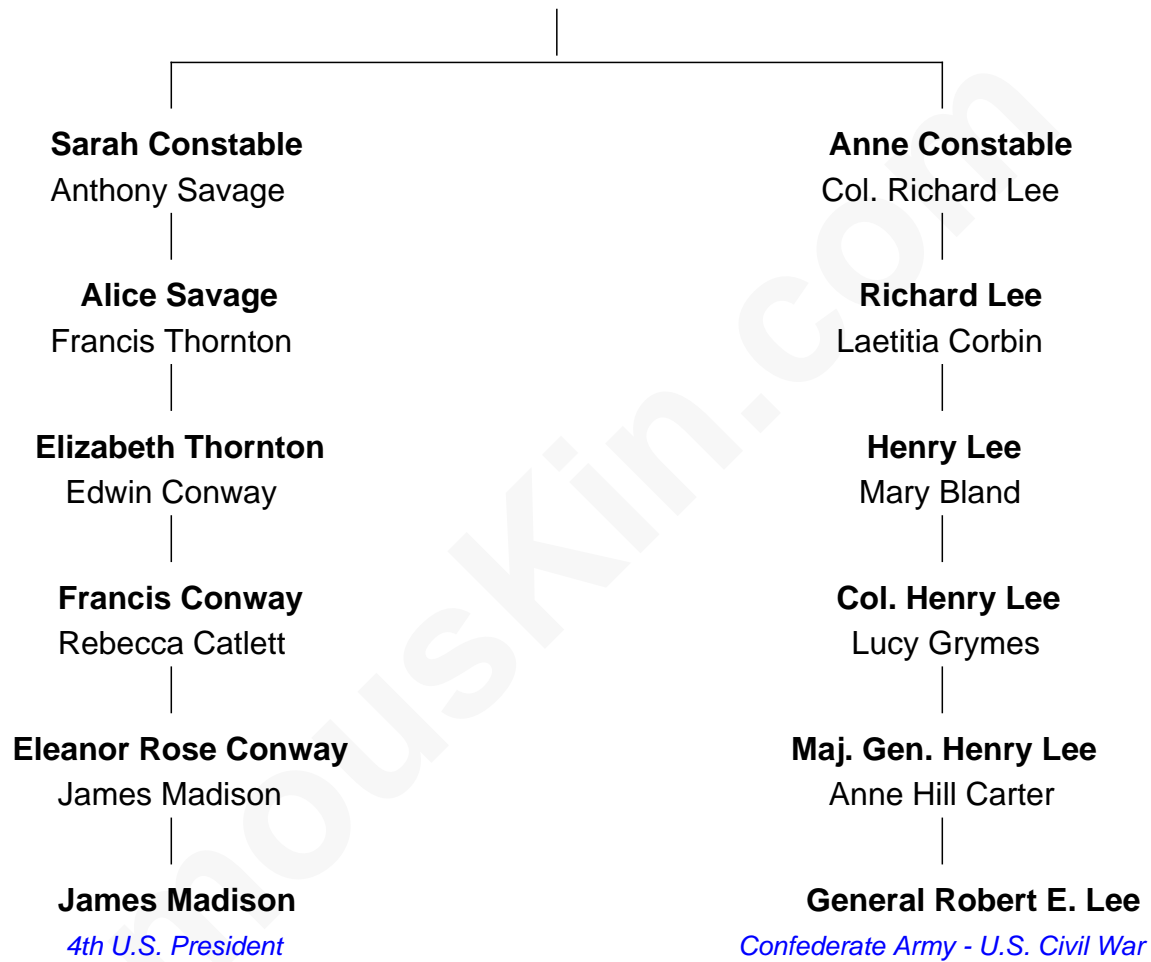 Sarah Constable
Anthony Savage
Anne Constable
Col. Richard Lee
Alice Savage
Francis Thornton
Richard Lee
Laetitia Corbin
Elizabeth Thornton
Edwin Conway
Henry Lee
Mary Bland
Francis Conway
Rebecca Catlett
Col. Henry Lee
Lucy Grymes
Eleanor Rose Conway
James Madison
Maj. Gen. Henry Lee
Anne Hill Carter
James Madison
4th U.S. President
General Robert E. Lee
Confederate Army - U.S. Civil War
mousKin.com